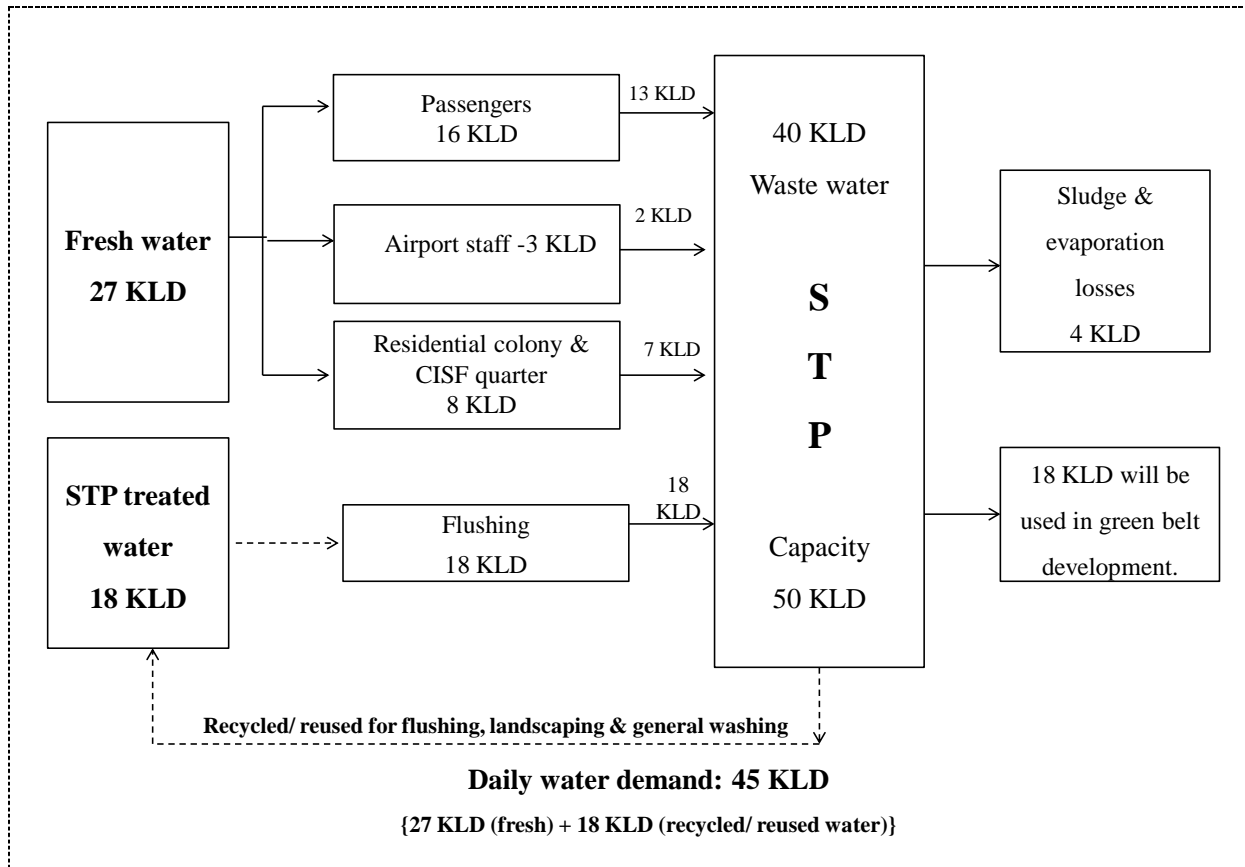 Fresh water
27 KLD
STP treated
water
18 KLD
Passengers
16 KLD
Airport staff -3 KLD
Residential colony &
CISF quarter
8 KLD
Flushing
18 KLD
13 KLD
2 KLD
7 KLD
18
KLD
40 KLD
Waste water
S
T
P
Capacity
50 KLD
Sludge &
evaporation
losses
4 KLD
18 KLD will be
used in green belt
development.
Recycled/ reused for flushing, landscaping & general washing
Daily water demand: 45 KLD
{27 KLD (fresh) + 18 KLD (recycled/ reused water)}